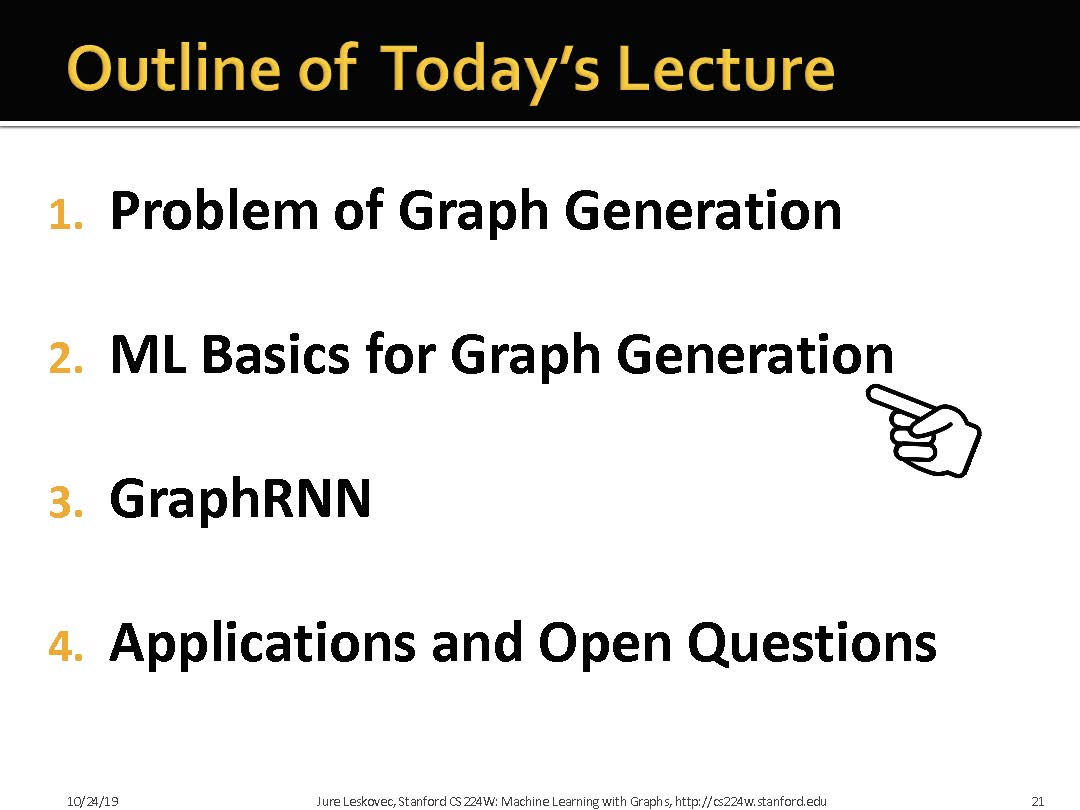 Outline of Today's Lecture
1. Problem of Graph Generation
2. ML Basics for Graph Generation
3. GraphRNN
4. Applications and Open Questions
10/24/19 Jure Leskovec, Stanford CS224W: Machine Learning with Graphs, http://cs224w.stanford.edu 21